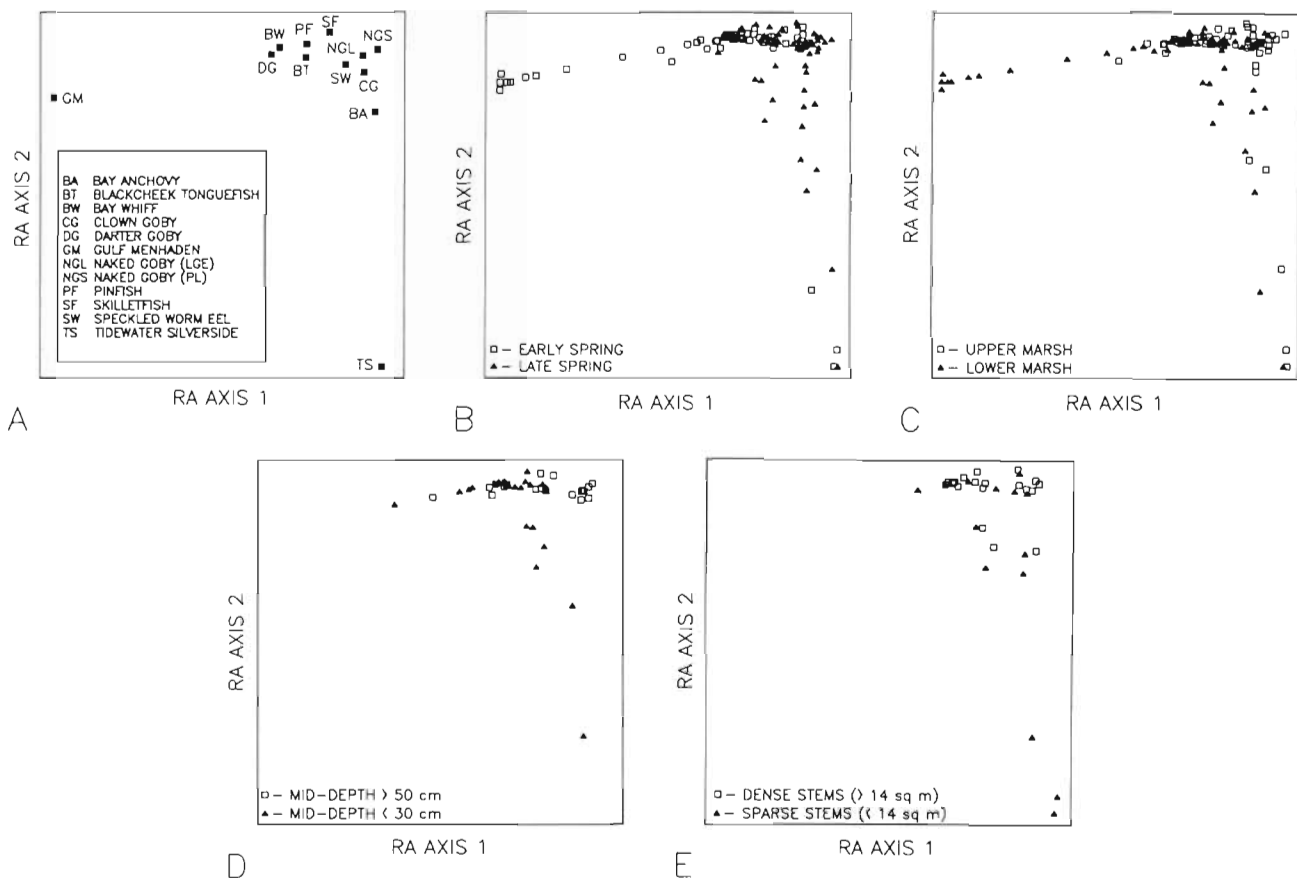 BW
PF
SF
NGL
NGS
DG
BT
SW
CG
GM
BA
BA BAY ANCHOVY
BT BLACKCHEEK TONGUEFISH
BW BAY WHIFF
CG CLOWN GOBY
DG DARTER GOBY
GM GULF MENHADEN
NGL NAKED GOBY (LGE)
NGS NAKED GOBY (PL)
PF PINFISH
SF SKILLETFISH
SW SPECKLED WORM EEL
TS TIDEWATER SILVERSIDE
TS
RA AXIS 2
RA AXIS 1
A
RA AXIS 2
□ – EARLY SPRING
▲ – LATE SPRING
RA AXIS 1
B
RA AXIS 2
□ – UPPER MARSH
▲ – LOWER MARSH
RA AXIS 1
C
RA AXIS 2
□ – MID–DEPTH > 50 cm
▲ – MID–DEPTH < 30 cm
RA AXIS 1
D
RA AXIS 2
□ – DENSE STEMS (> 14 sq m)
▲ – SPARSE STEMS (< 14 sq m)
RA AXIS 1
E